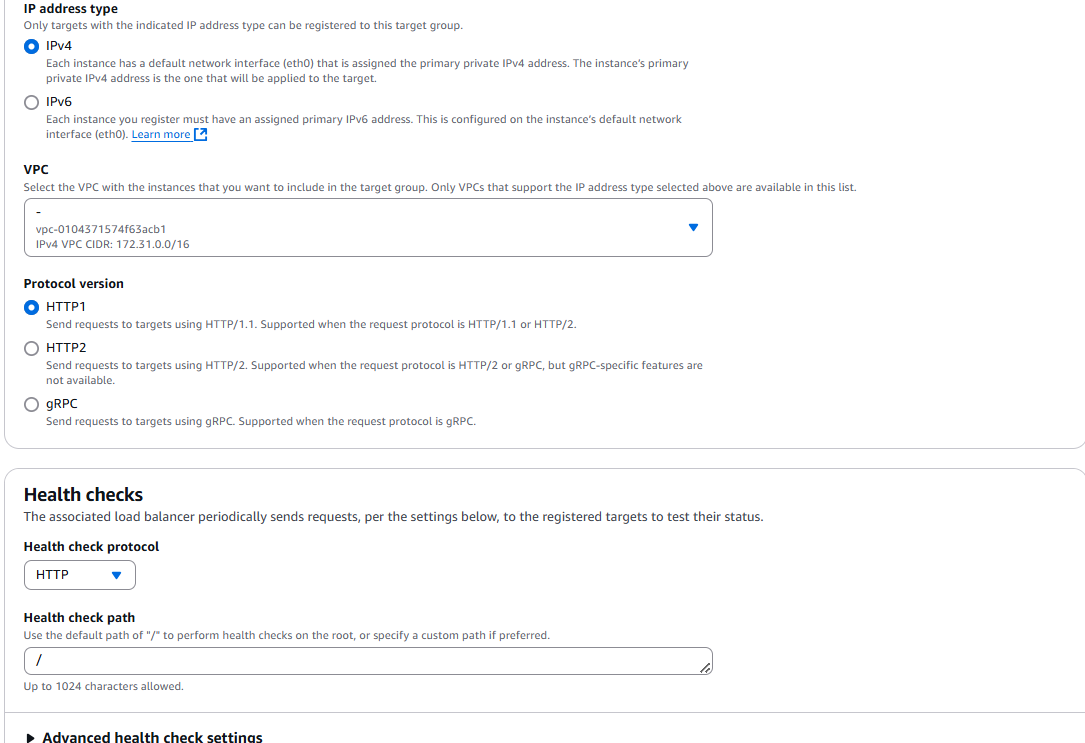 IP address type
Only targets with the indicated IP address type can be registered to this target group.
IPv4
Each instance has a default network interface (eth0) that is assigned the primary private IPv4 address. The instance's primary
private IPv4 address is the one that will be applied to the target.
IPv6
Each instance you register must have an assigned primary IPv6 address. This is configured on the instance's default network
interface (eth0). Learn more
VPC
Select the VPC with the instances that you want to include in the target group. Only VPCs that support the IP address type selected above are available in this list.
-
vpc-0104371574f63acb1
IPv4 VPC CIDR: 172.31.0.0/16
Protocol version
HTTP1
Send requests to targets using HTTP/1.1. Supported when the request protocol is HTTP/1.1 or HTTP/2.
HTTP2
Send requests to targets using HTTP/2. Supported when the request protocol is HTTP/2 or gRPC, but gRPC-specific features are
not available.
gRPC
Send requests to targets using gRPC. Supported when the request protocol is gRPC.
Health checks
The associated load balancer periodically sends requests, per the settings below, to the registered targets to test their status.
Health check protocol
HTTP
Health check path
Use the default path of "/" to perform health checks on the root, or specify a custom path if preferred.
/
Up to 1024 characters allowed.
Advanced health check settings